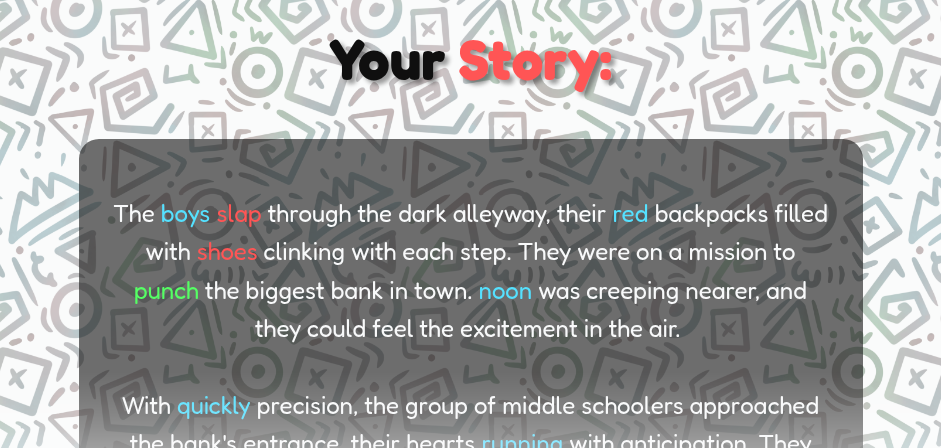 Your Story:
The boys slap through the dark alleyway, their red backpacks filled
with shoes clinking with each step. They were on a mission to
punch the biggest bank in town. noon was creeping nearer, and
they could feel the excitement in the air.
With quickly precision, the group of middle schoolers approached
the bank's entrance, their hearts running with anticipation. They